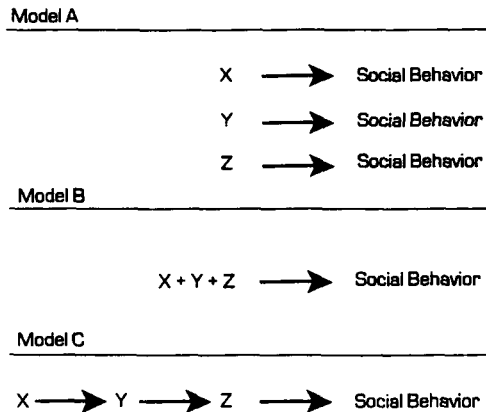 Model A
X → Social Behavior
Y → Social Behavior
Z → Social Behavior
Model B
X + Y + Z → Social Behavior
Model C
X → Y → Z → Social Behavior